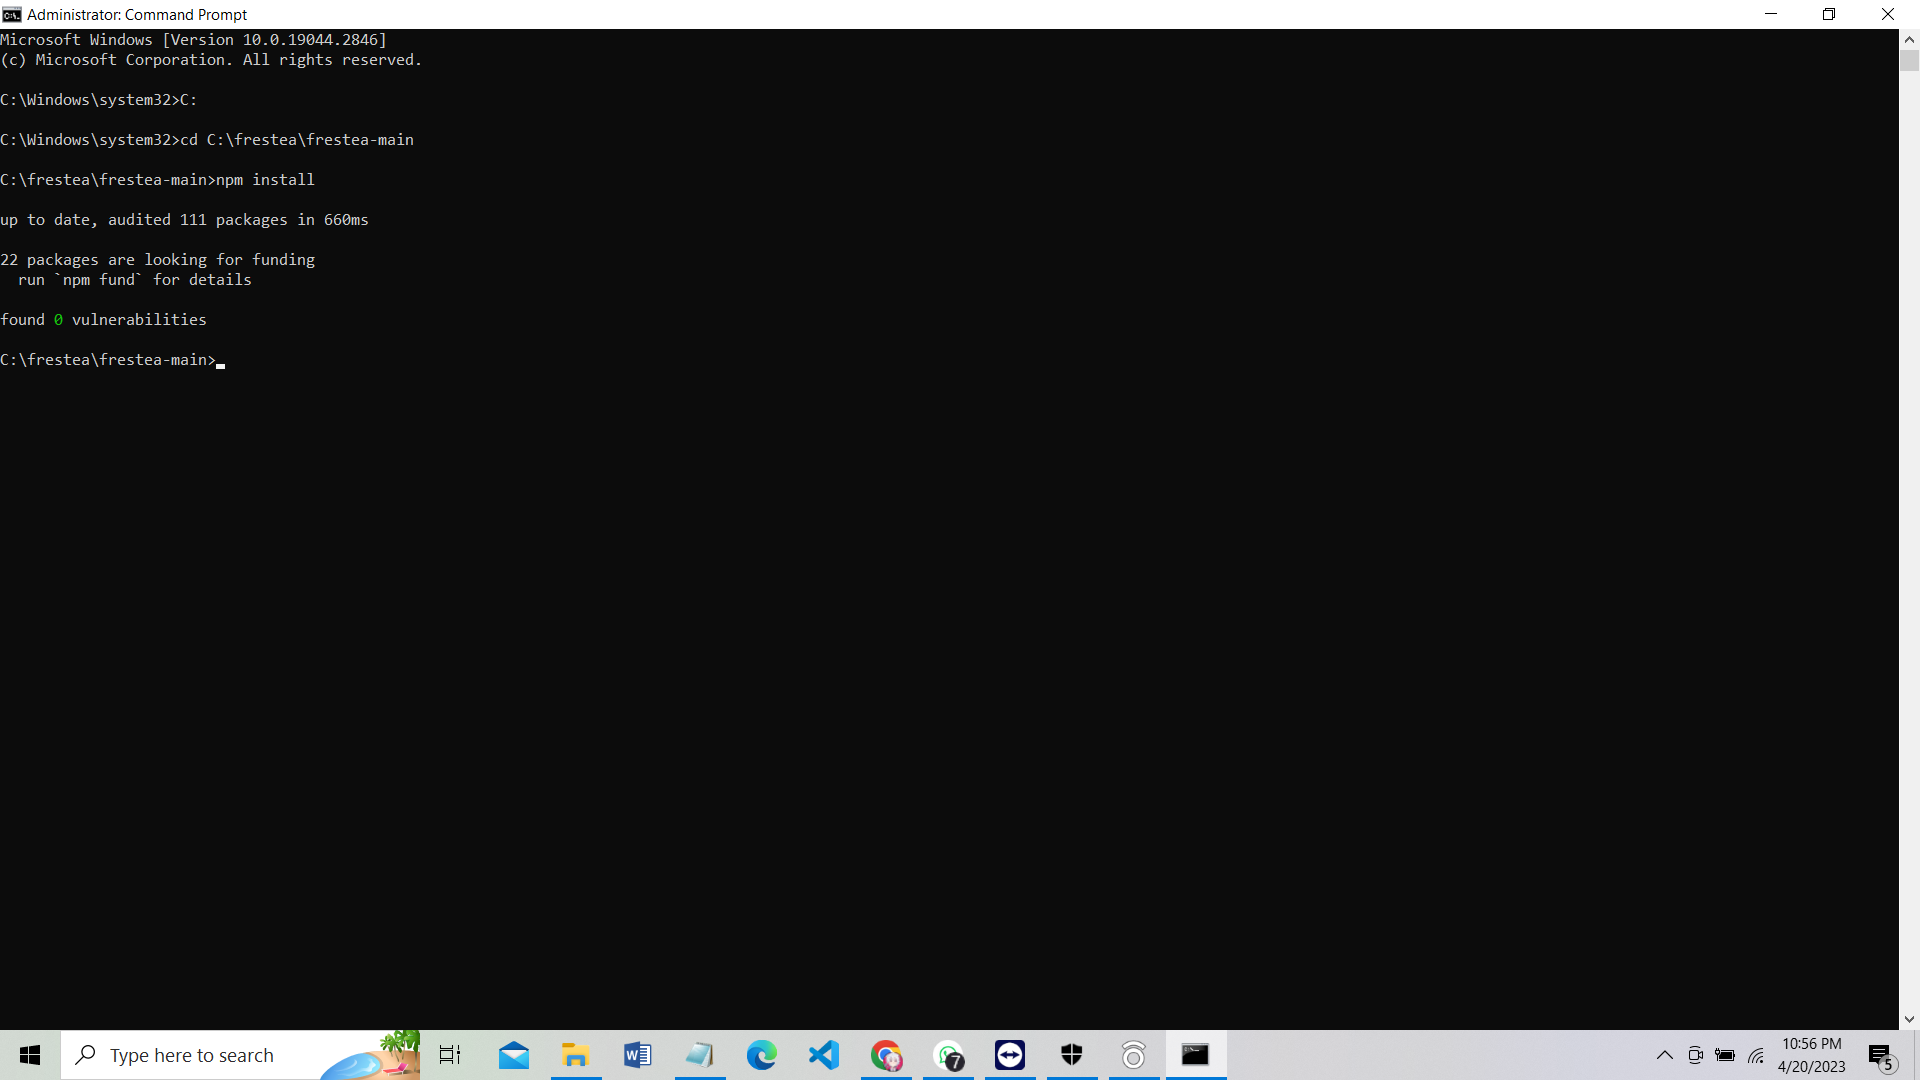 Administrator: Command Prompt
Microsoft Windows [Version 10.0.19044.2846]
(c) Microsoft Corporation. All rights reserved.
C:\Windows\system32>C:
C:\Windows\system32>cd C:\frestea\frestea-main
C:\frestea\frestea-main>npm install
up to date, audited 111 packages in 660ms
22 packages are looking for funding
  run `npm fund` for details
found 0 vulnerabilities
C:\frestea\frestea-main>
Type here to search
7
10:56 PM
4/20/2023
5